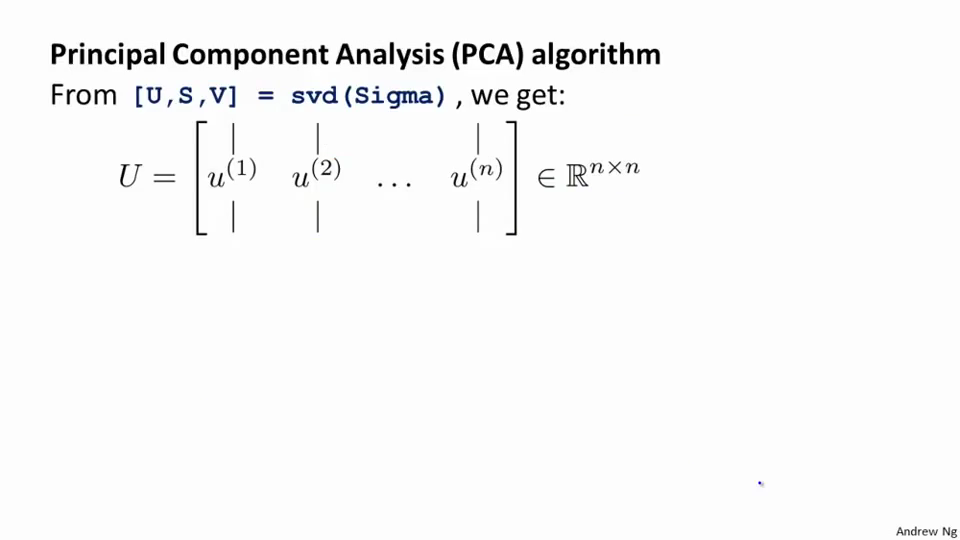 Principal Component Analysis (PCA) algorithm
From [U,S,V] = svd(Sigma) , we get:
U = [ | | | u^{(1)} u^{(2)} ... u^{(n)} | | | ] ∈ ℝ^{n×n}
Andrew Ng